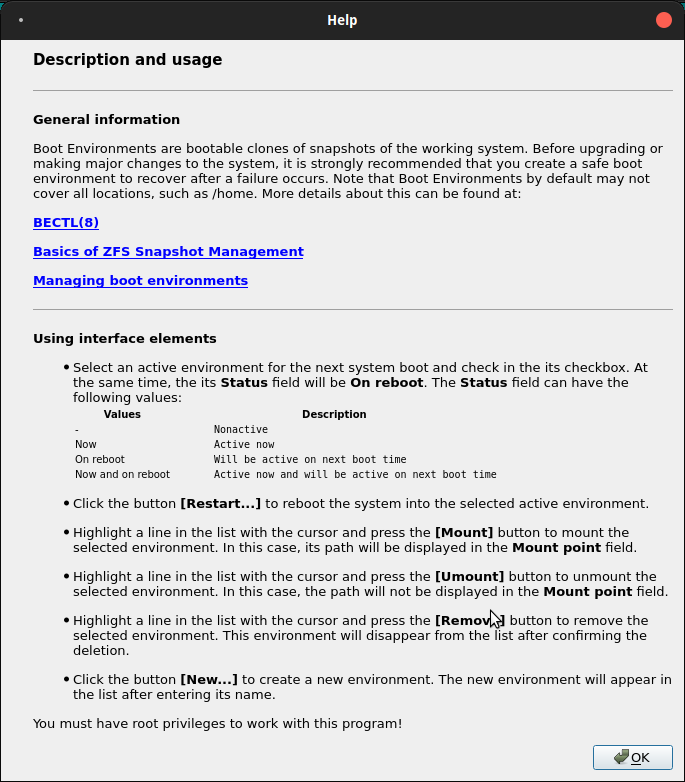 Help
Description and usage
General information
Boot Environments are bootable clones of snapshots of the working system. Before upgrading or
making major changes to the system, it is strongly recommended that you create a safe boot
environment to recover after a failure occurs. Note that Boot Environments by default may not
cover all locations, such as /home. More details about this can be found at:
BECTL(8)
Basics of ZFS Snapshot Management
Managing boot environments
Using interface elements
Select an active environment for the next system boot and check in the its checkbox. At
the same time, the its Status field will be On reboot. The Status field can have the
following values:
Values Description
- Nonactive
Now Active now
On reboot Will be active on next boot time
Now and on reboot Active now and will be active on next boot time
Click the button [Restart...] to reboot the system into the selected active environment.
Highlight a line in the list with the cursor and press the [Mount] button to mount the
selected environment. In this case, its path will be displayed in the Mount point field.
Highlight a line in the list with the cursor and press the [Umount] button to unmount the
selected environment. In this case, the path will not be displayed in the Mount point field.
Highlight a line in the list with the cursor and press the [Remove] button to remove the
selected environment. This environment will disappear from the list after confirming the
deletion.
Click the button [New...] to create a new environment. The new environment will appear in
the list after entering its name.
You must have root privileges to work with this program!
OK